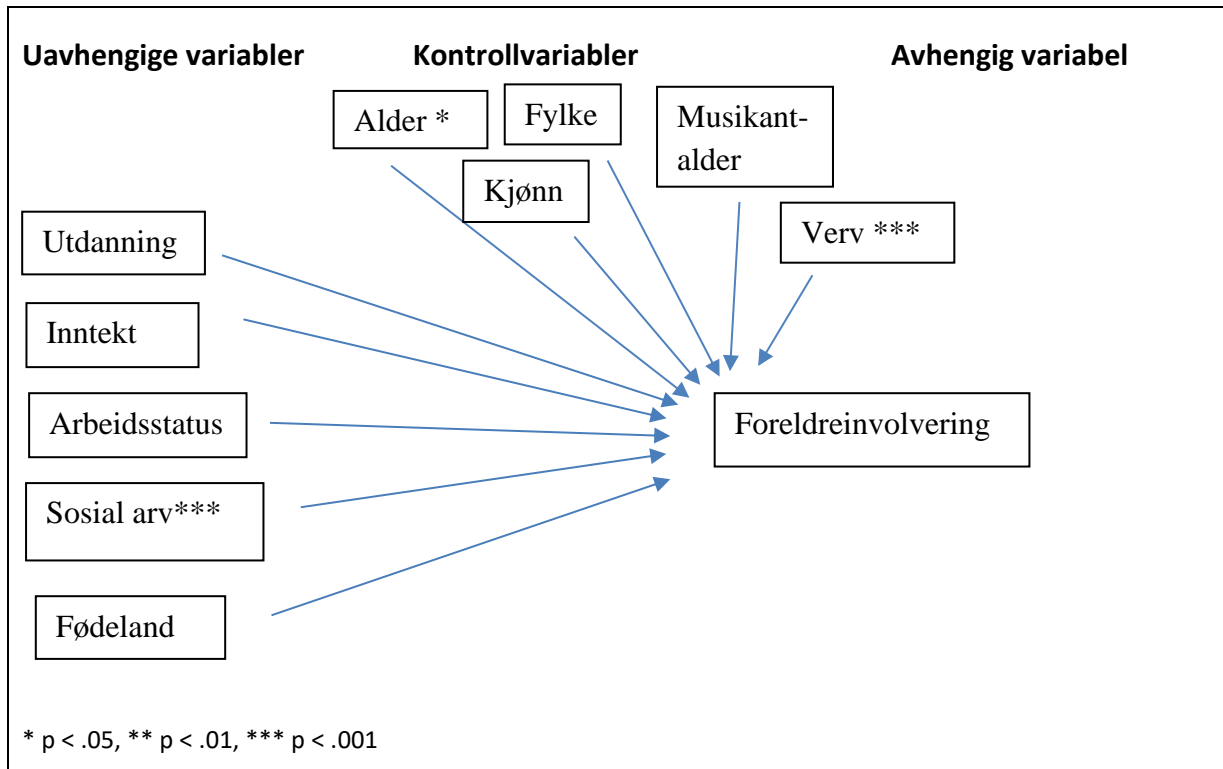 Uavhengige variabler
Kontrollvariabler
Avhengig variabel
Alder *
Fylke
Musikant-
alder
Kjønn
Verv ***
Utdanning
Inntekt
Arbeidsstatus
Sosial arv***
Fødeland
Foreldreinvolvering
* p < .05, ** p < .01, *** p < .001